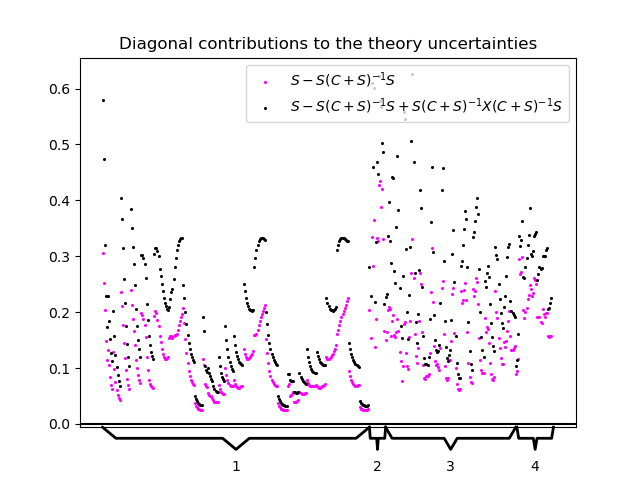 Diagonal contributions to the theory uncertainties
S − S(C + S)⁻¹S
S − S(C + S)⁻¹S + S(C + S)⁻¹X(C + S)⁻¹S
0.6
0.5
0.4
0.3
0.2
0.1
0.0
1 2 3 4